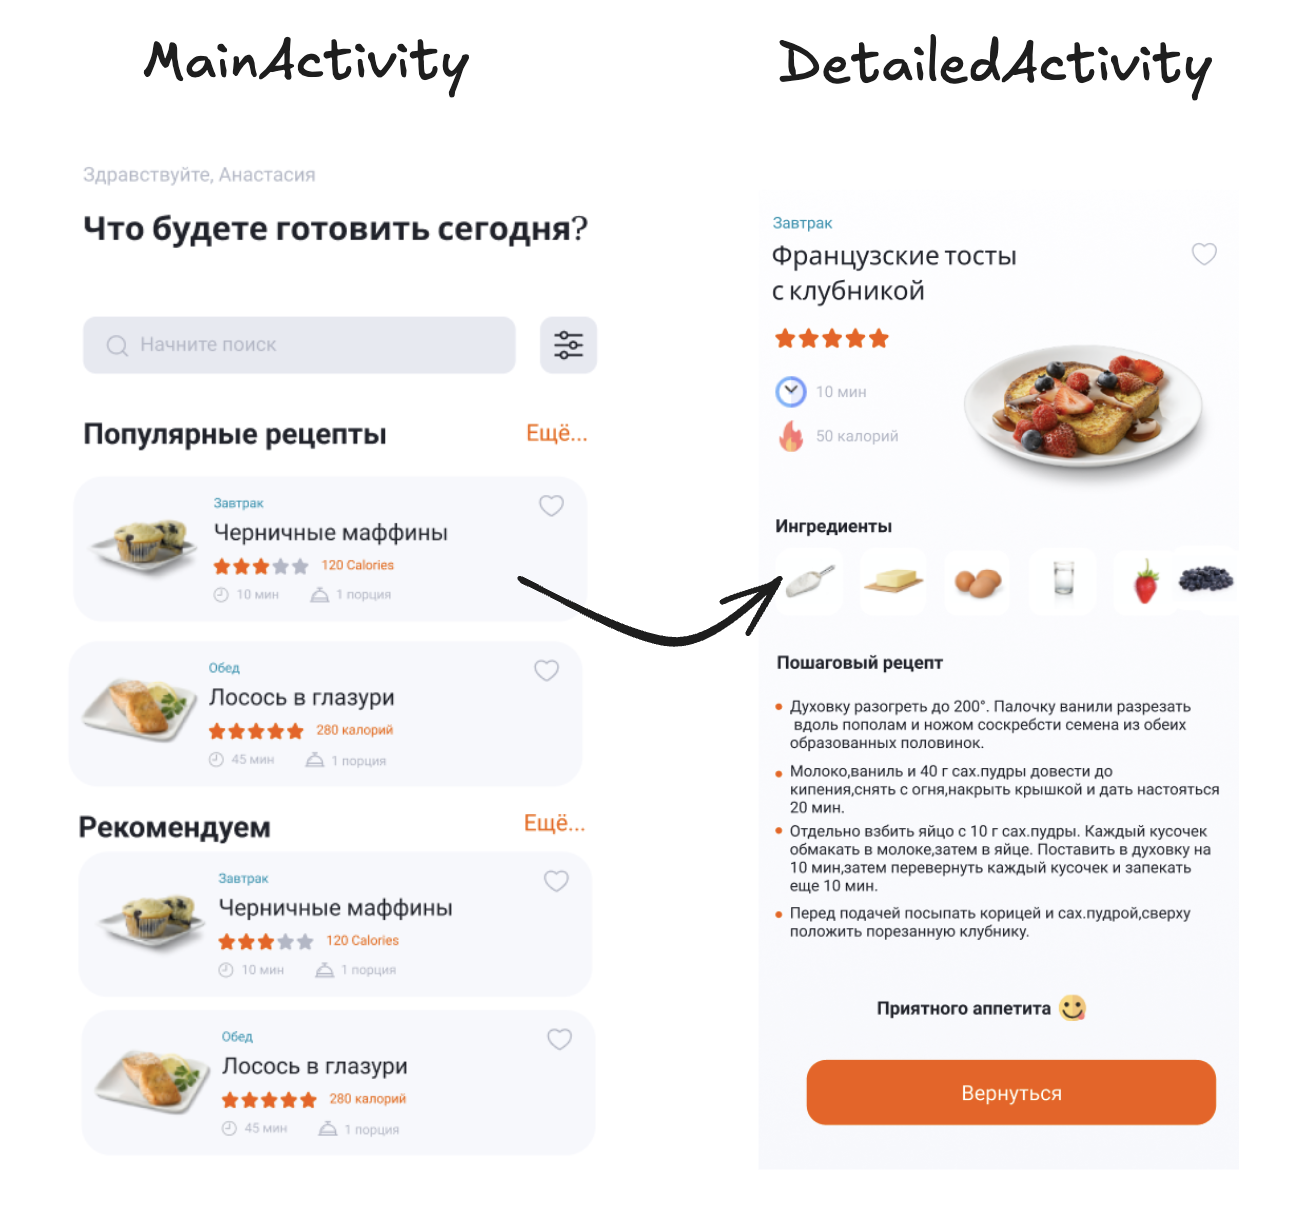 MainActivity
Здравствуйте, Анастасия
Что будете готовить сегодня?
Начните поиск
Популярные рецепты
Ещё...
Завтрак
Черничные маффины
120 Calories
10 мин
1 порция
Обед
Лосось в глазури
280 калорий
45 мин
1 порция
Рекомендуем
Ещё...
Завтрак
Черничные маффины
120 Calories
10 мин
1 порция
Обед
Лосось в глазури
280 калорий
45 мин
1 порция
DetailedActivity
Завтрак
Французские тосты
с клубникой
10 мин
50 калорий
Ингредиенты
Пошаговый рецепт
Духовку разогреть до 200°. Палочку ванили разрезать
вдоль пополам и ножом соскребсти семена из обеих
образованных половинок.
Молоко,ваниль и 40 г сах.пудры довести до
кипения,снять с огня,накрыть крышкой и дать настояться
20 мин.
Отдельно взбить яйцо с 10 г сах.пудры. Каждый кусочек
обмакать в молоке,затем в яйце. Поставить в духовку на
10 мин,затем перевернуть каждый кусочек и запекать
еще 10 мин.
Перед подачей посыпать корицей и сах.пудрой,сверху
положить порезанную клубнику.
Приятного аппетита
Вернуться